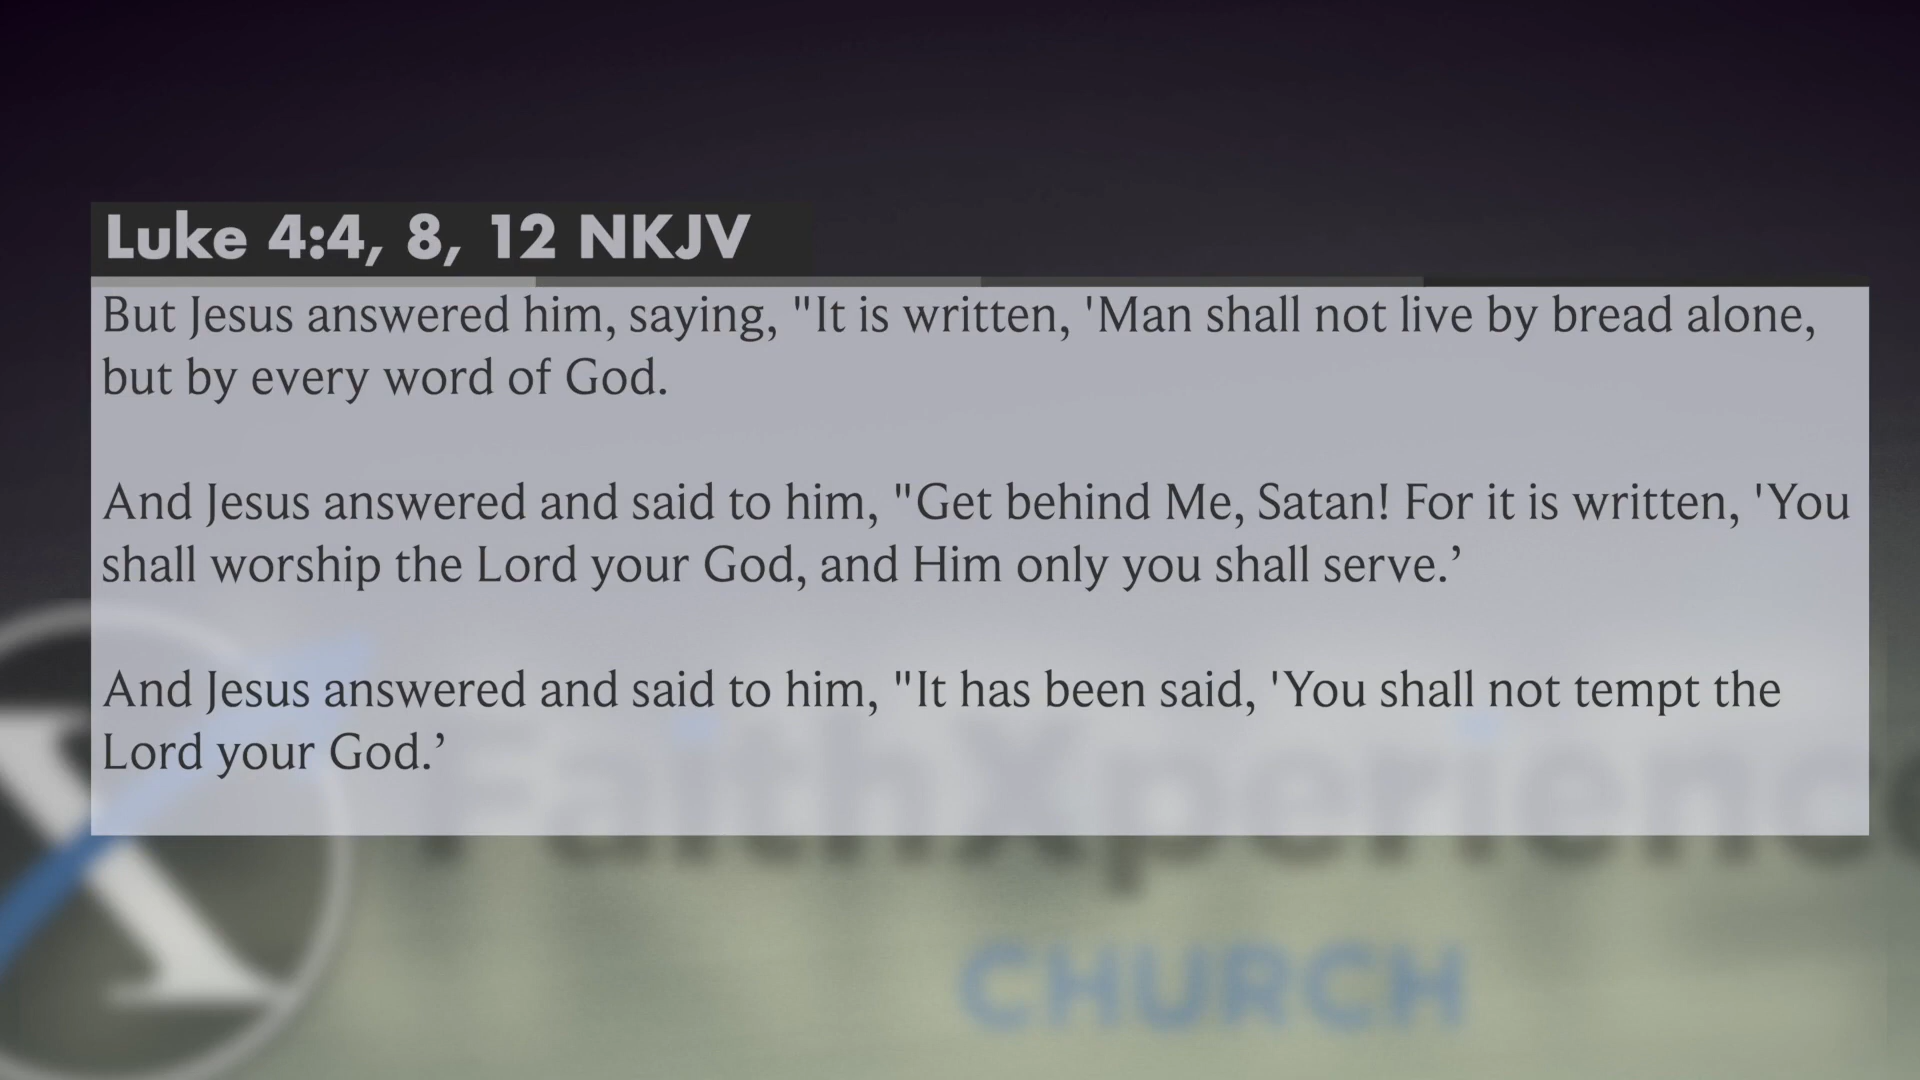 Luke 4:4, 8, 12 NKJV
But Jesus answered him, saying, "It is written, 'Man shall not live by bread alone,
but by every word of God.
And Jesus answered and said to him, "Get behind Me, Satan! For it is written, 'You
shall worship the Lord your God, and Him only you shall serve.’
And Jesus answered and said to him, "It has been said, 'You shall not tempt the
Lord your God.’
X FaithXperience
CHURCH